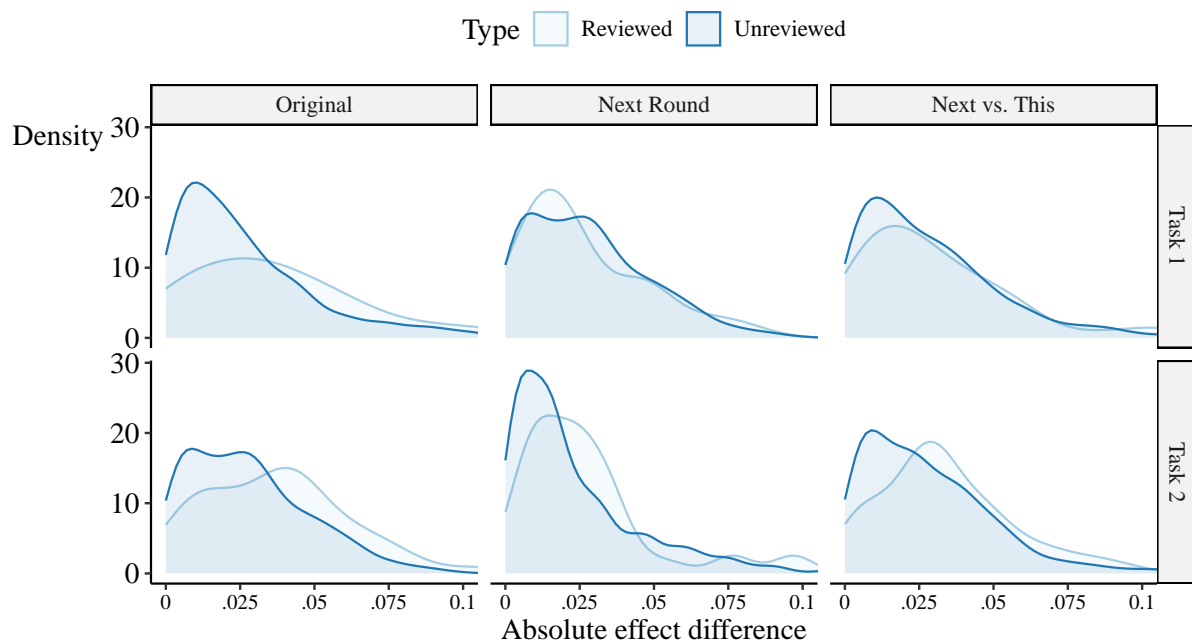 Type Reviewed Unreviewed
Original Next Round Next vs. This
Density
30
20
10
0
Task 1
30
20
10
0
Task 2
0 .025 .05 .075 0.1 0 .025 .05 .075 0.1 0 .025 .05 .075 0.1
Absolute effect difference